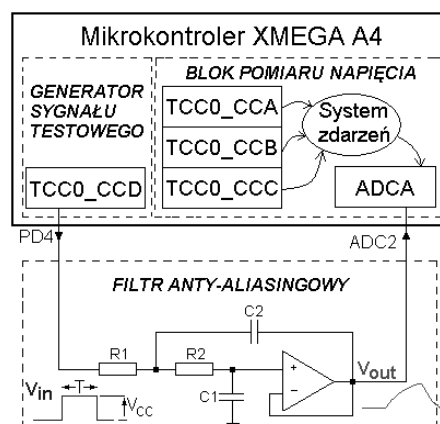 Mikrokontroler XMEGA A4
GENERATOR
SYGNAŁU
TESTOWEGO
TCC0_CCD
BLOK POMIARU NAPIĘCIA
TCC0_CCA
TCC0_CCB
TCC0_CCC
System
zdarzeń
ADCA
PD4
ADC2
FILTR ANTY-ALIASINGOWY
C2
R1
R2
C1
+
−
Vin
T
VCC
Vout